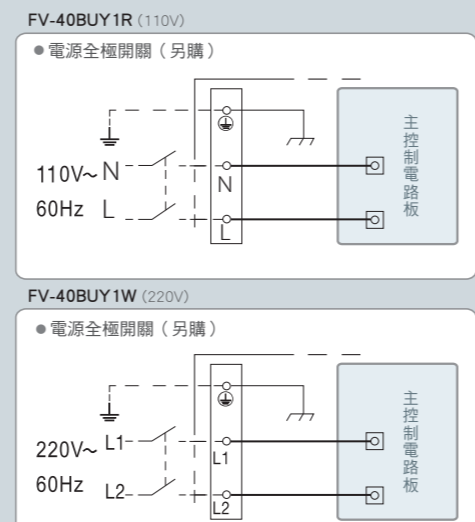 FV-40BUY1R (110V)
●電源全極開關（另購）
110V~ N
60Hz L
N
L
主控制電路板
FV-40BUY1W (220V)
●電源全極開關（另購）
220V~ L1
60Hz L2
L1
L2
主控制電路板